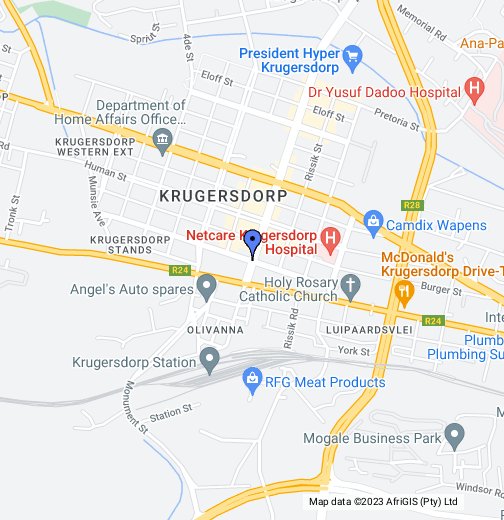 Memorial Rd
Sprruit St
4de St
President Hyper
Krugersdorp
Ana-Pa
Eloff St
Dr Yusuf Dadoo Hospital
Department of
Home Affairs Office...
Eloff St
Pretoria St
KRUGERSDORP
WESTERN EXT
Rd
Human St
Rissik St
Munsie Ave
KRUGERSDORP
R28
Tronk St
Camdix Wapens
KRUGERSDORP
STANDS
Netcare Krugersdorp
Hospital
McDonald's
Krugersdorp Drive-T
R24
Angel's Auto spares
Holy Rosary
Catholic Church
Burger St
Inte
R24
OLIVANNA
Rissik Rd
LUIPAARDSVLEI
Plumb
Plumbing Su
York St
Krugersdorp Station
RFG Meat Products
Monument St
Station St
Mogale Business Park
Windsor Rd
Map data ©2023 AfriGIS (Pty) Ltd